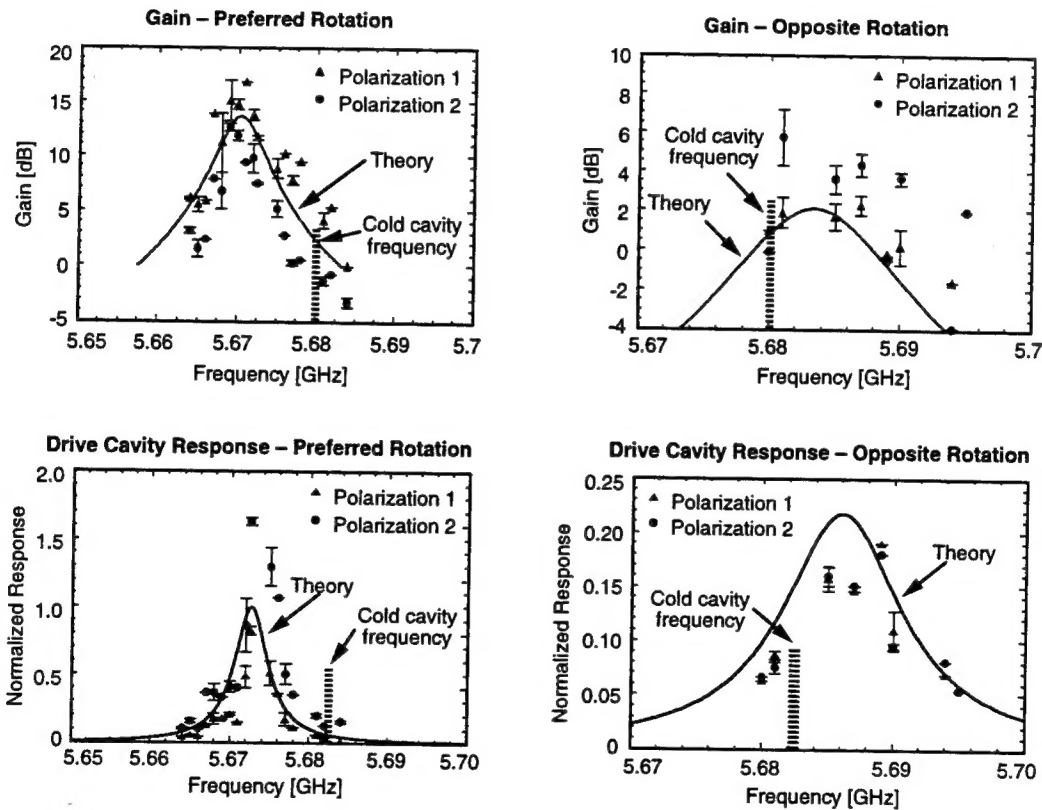 Gain – Preferred Rotation
20
15
10
5
0
-5
Gain [dB]
Polarization 1
Polarization 2
Theory
Cold cavity
frequency
5.65
5.66
5.67
5.68
5.69
5.70
Frequency [GHz]
Gain – Opposite Rotation
10
8
6
4
2
0
-2
-4
Gain [dB]
Polarization 1
Polarization 2
Cold cavity
frequency
Theory
5.67
5.68
5.69
5.7
Frequency [GHz]
Drive Cavity Response – Preferred Rotation
2.0
1.5
1.0
0.5
0
Normalized Response
Polarization 1
Polarization 2
Theory
Cold cavity
frequency
5.65
5.66
5.67
5.68
5.69
5.70
Frequency [GHz]
Drive Cavity Response – Opposite Rotation
0.25
0.20
0.15
0.10
0.05
0
Normalized Response
Polarization 1
Polarization 2
Theory
Cold cavity
frequency
5.67
5.68
5.69
5.70
Frequency [GHz]